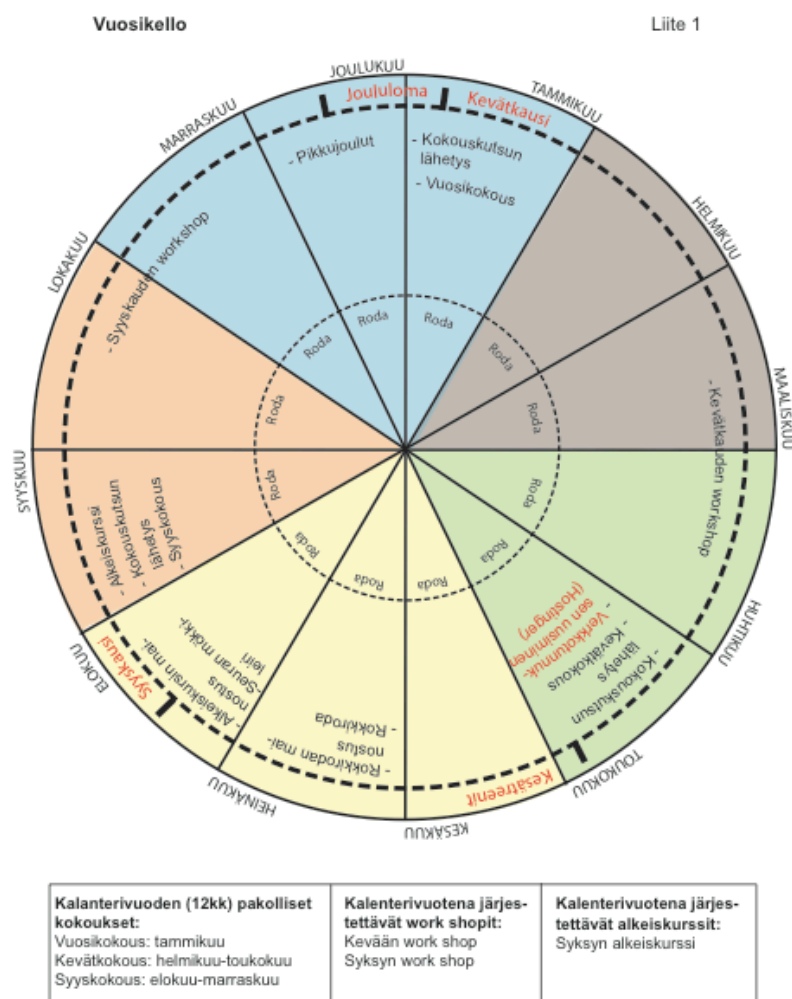 Vuosikello
Liite 1
JOULUKUU
Joululoma
- Pikkujoulut
Roda
TAMMIKUU
Kevätkausi
- Kokouskutsun
lähetys
- Vuosikokous
Roda
HELMIKUU
Roda
MAALISKUU
- Kevätkauden workshop
Roda
HUHTIKUU
Roda
TOUKOKUU
- Kokouskutsun
lähetys
- Kevätkokous
-
Verkkotunnuk-
sen uusiminen
(Hostinger)
Roda
KESÄKUU
Kesätreenit
Roda
HEINÄKUU
- Rokkirodan mai-
nostus
- Rokkiroda
Roda
ELOKUU
Syyskausi
- Alkeiskursin mai-
nostus
-Seuran mökki-
leiri
Roda
SYYSKUU
- Alkeiskurssi
- Kokouskutsun
lähetys
- Syyskokous
Roda
LOKAKUU
- Syyskauden workshop
Roda
MARRASKUU
Roda
Kalanterivuoden (12kk) pakolliset
kokoukset:
Vuosikokous: tammikuu
Kevätkokous: helmikuu-toukokuu
Syyskokous: elokuu-marraskuu
Kalenterivuotena järjes-
tettävät work shopit:
Kevään work shop
Syksyn work shop
Kalenterivuotena järjes-
tettävät alkeiskurssit:
Syksyn alkeiskurssi